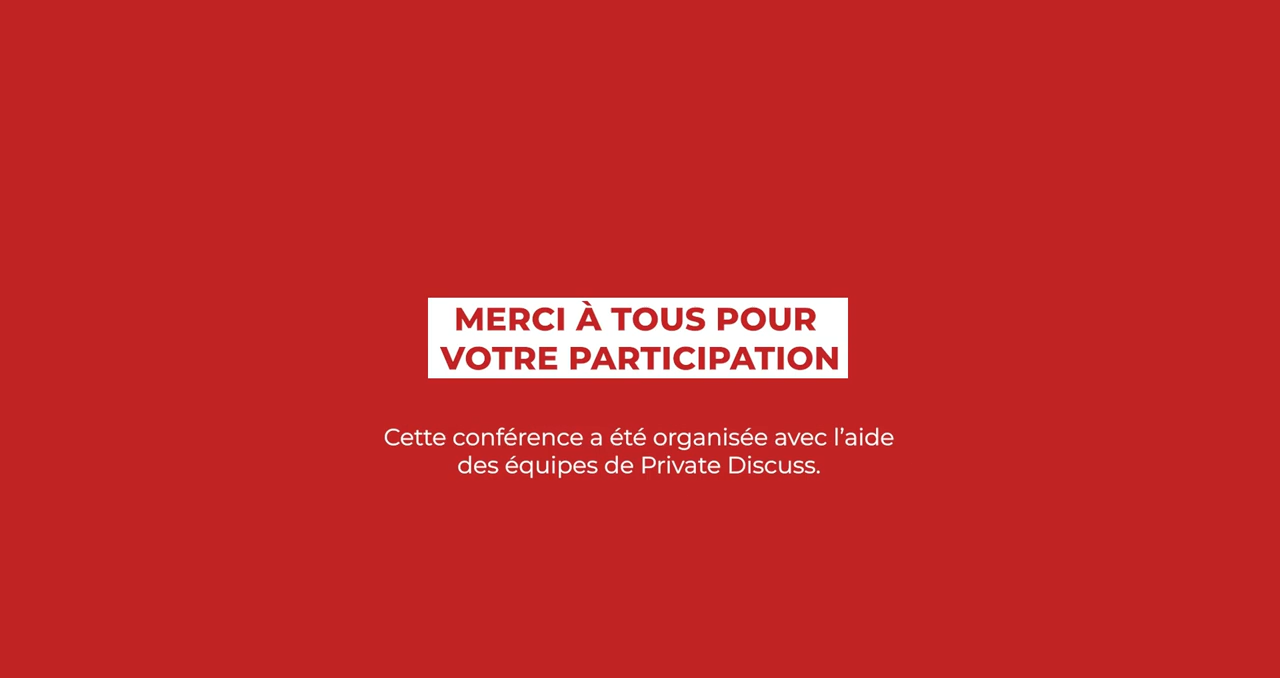 MERCI À TOUS POUR
VOTRE PARTICIPATION
Cette conférence a été organisée avec l’aide
des équipes de Private Discuss.